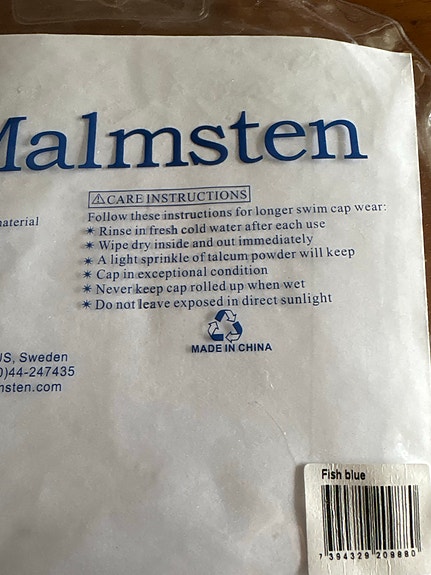 Malmsten
⚠CARE INSTRUCTIONS
Follow these instructions for longer swim cap wear:
✷ Rinse in fresh cold water after each use
✷ Wipe dry inside and out immediately
✷ A light sprinkle of talcum powder will keep
✷ Cap in exceptional condition
✷ Never keep cap rolled up when wet
✷ Do not leave exposed in direct sunlight
MADE IN CHINA
material
US, Sweden
0)44-247435
msten.com
Fish blue
7 394329 209880